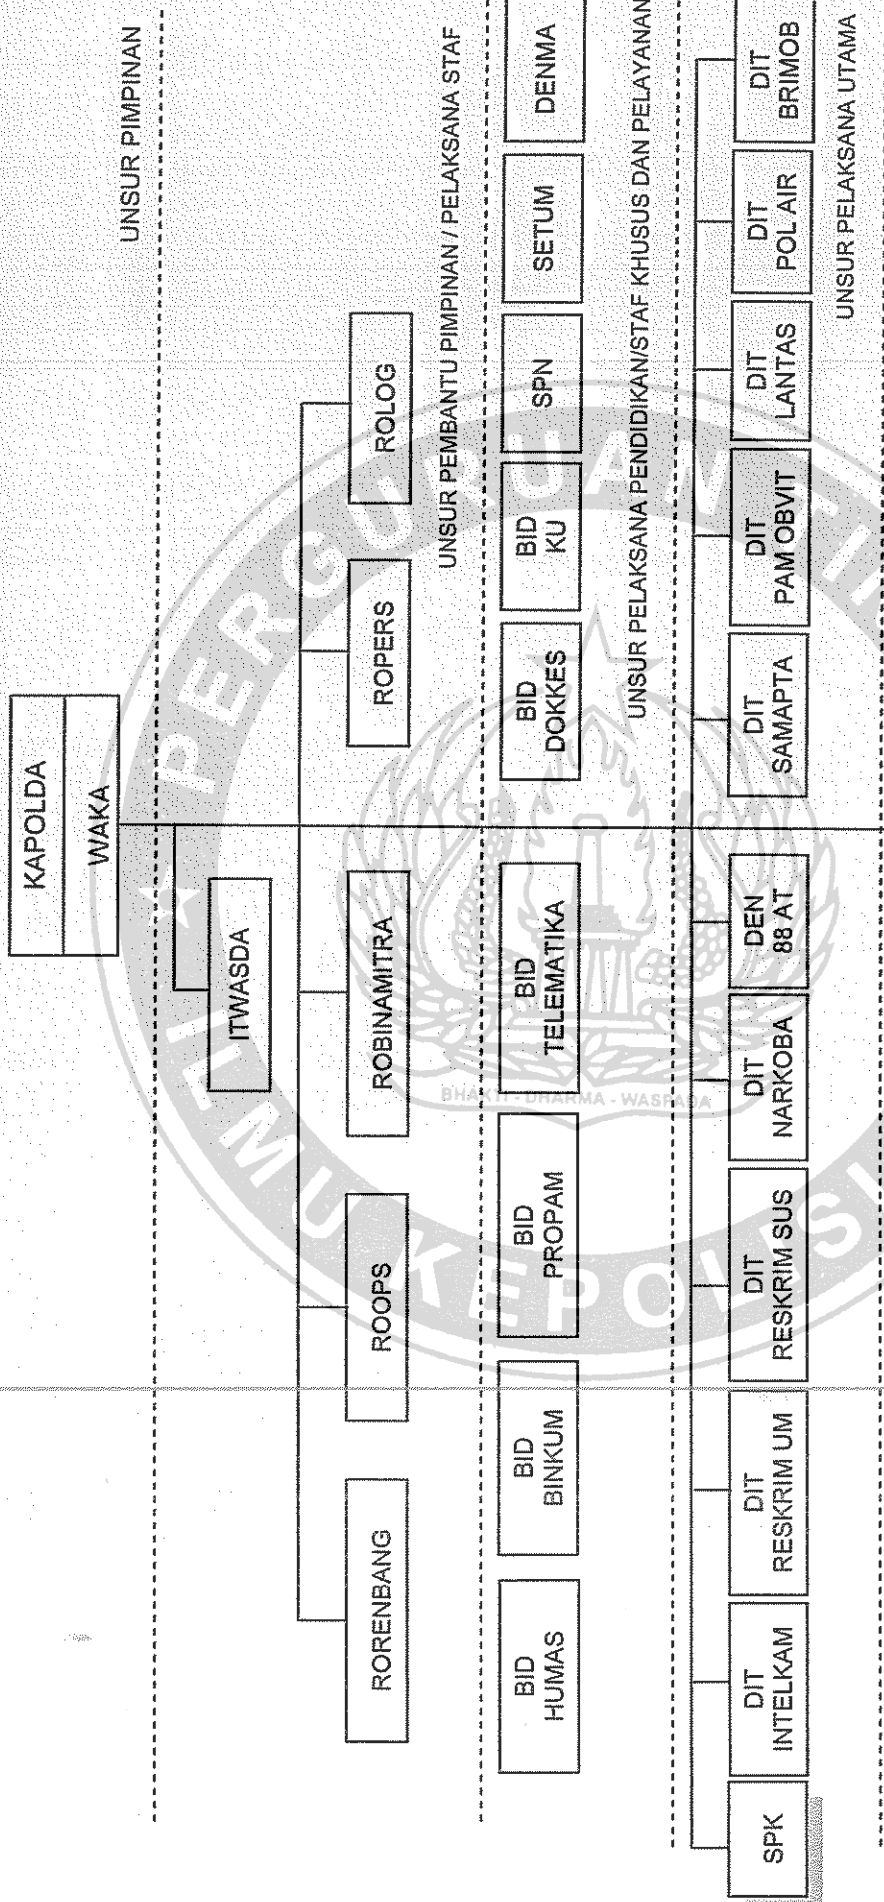 KAPOLDA
WAKA
UNSUR PIMPINAN
ITWASDA
RORENBANG
ROOPS
ROBINAMITRA
ROPERS
ROLOG
UNSUR PEMBANTU PIMPINAN / PELAKSANA STAF
BID
HUMAS
BID
BINKUM
BID
PROPAM
BID
TELEMATIKA
BID
DOKKES
BID
KU
SPN
SETUM
DENMA
UNSUR PELAKSANA PENDIDIKAN/STAF KHUSUS DAN PELAYANAN
SPK
DIT
INTELKAM
DIT
RESKRIM UM
DIT
RESKRIM SUS
DIT
NARKOBA
DEN
88 AT
DIT
SAMAPTA
DIT
PAM OBVIT
DIT
LANTAS
DIT
POL AIR
DIT
BRIMOB
UNSUR PELAKSANA UTAMA
PERGURUAN
ILMU KEPOLIS
BHAKTI - DHARMA - WASPADA